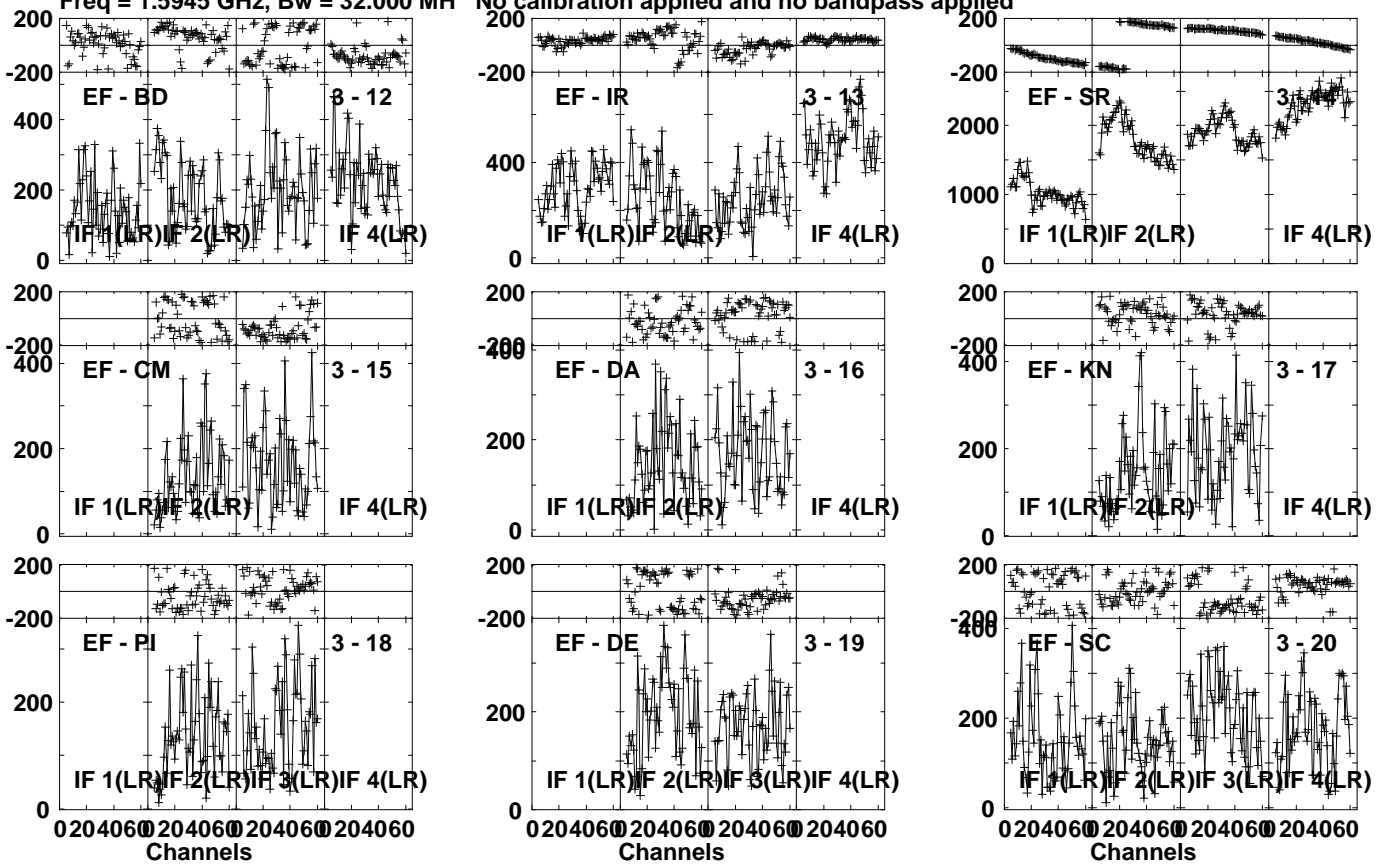 Freq = 1.5945 GHz, Bw = 32.000 MH No calibration applied and no bandpass applied
200
-200
EF - BD 3 - 12
400
200
0
IF 1(LR) IF 2(LR) IF 4(LR)
200
-200
EF - IR 3 - 13
400
0
IF 1(LR) IF 2(LR) IF 4(LR)
200
-200
EF - SR 3 - 14
2000
1000
0
IF 1(LR) IF 2(LR) IF 4(LR)
200
-200
EF - CM 3 - 15
400
200
0
IF 1(LR) IF 2(LR) IF 4(LR)
200
-200
400
EF - DA 3 - 16
200
0
IF 1(LR) IF 2(LR) IF 4(LR)
200
-200
EF - KN 3 - 17
400
200
0
IF 1(LR) IF 2(LR) IF 4(LR)
200
-200
EF - PI 3 - 18
200
0
IF 1(LR) IF 2(LR) IF 3(LR) IF 4(LR)
0 20 40 60 0 20 40 60 0 20 40 60 0 20 40 60
Channels
200
-200
EF - DE 3 - 19
200
0
IF 1(LR) IF 2(LR) IF 3(LR) IF 4(LR)
0 20 40 60 0 20 40 60 0 20 40 60 0 20 40 60
Channels
200
-200
400
EF - SC 3 - 20
200
0
IF 1(LR) IF 2(LR) IF 3(LR) IF 4(LR)
0 20 40 60 0 20 40 60 0 20 40 60 0 20 40 60
Channels